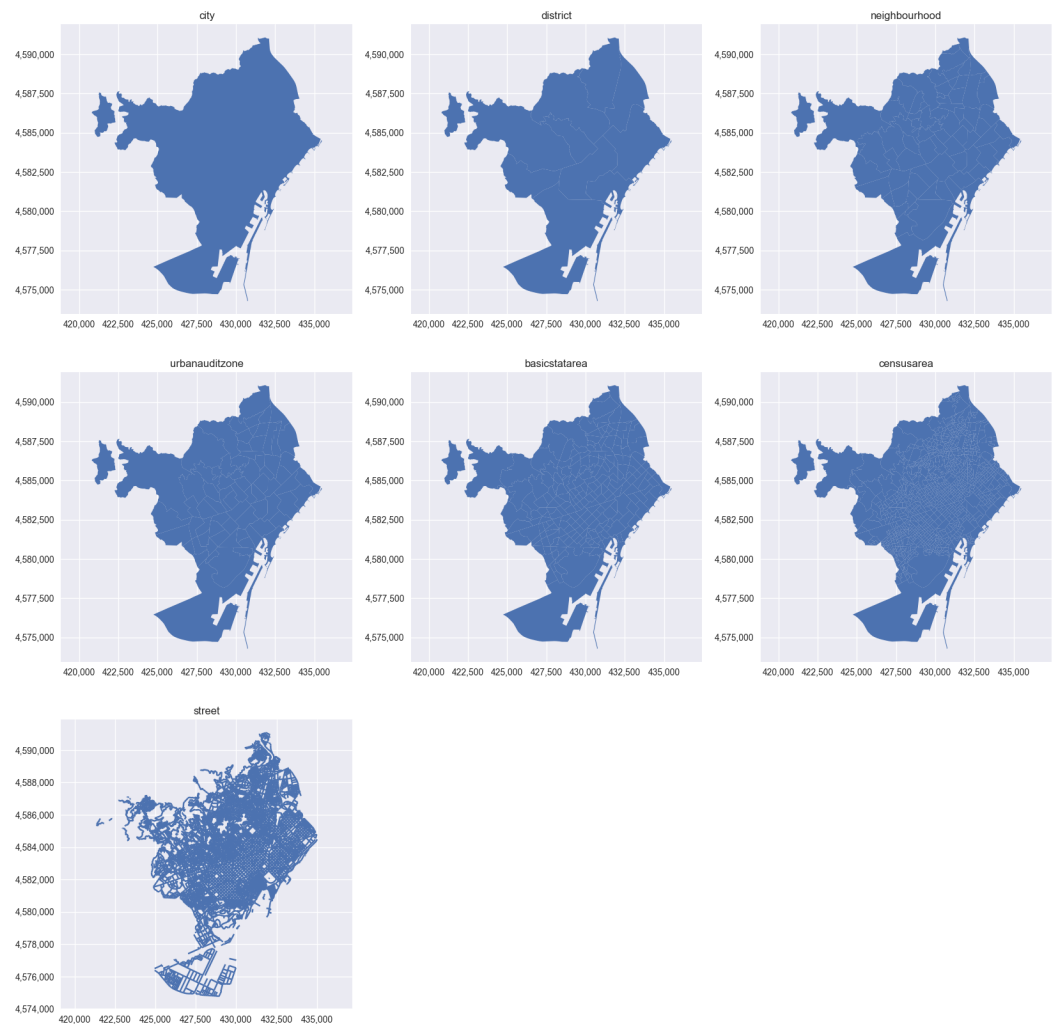 city district neighbourhood
4,590,000 4,590,000 4,590,000
4,587,500 4,587,500 4,587,500
4,585,000 4,585,000 4,585,000
4,582,500 4,582,500 4,582,500
4,580,000 4,580,000 4,580,000
4,577,500 4,577,500 4,577,500
4,575,000 4,575,000 4,575,000
420,000 422,500 425,000 427,500 430,000 432,500 435,000 420,000 422,500 425,000 427,500 430,000 432,500 435,000 420,000 422,500 425,000 427,500 430,000 432,500 435,000
urbanauditzone basicstatarea censusarea
4,590,000 4,590,000 4,590,000
4,587,500 4,587,500 4,587,500
4,585,000 4,585,000 4,585,000
4,582,500 4,582,500 4,582,500
4,580,000 4,580,000 4,580,000
4,577,500 4,577,500 4,577,500
4,575,000 4,575,000 4,575,000
420,000 422,500 425,000 427,500 430,000 432,500 435,000 420,000 422,500 425,000 427,500 430,000 432,500 435,000 420,000 422,500 425,000 427,500 430,000 432,500 435,000
street
4,590,000
4,588,000
4,586,000
4,584,000
4,582,000
4,580,000
4,578,000
4,576,000
4,574,000
420,000 422,500 425,000 427,500 430,000 432,500 435,000